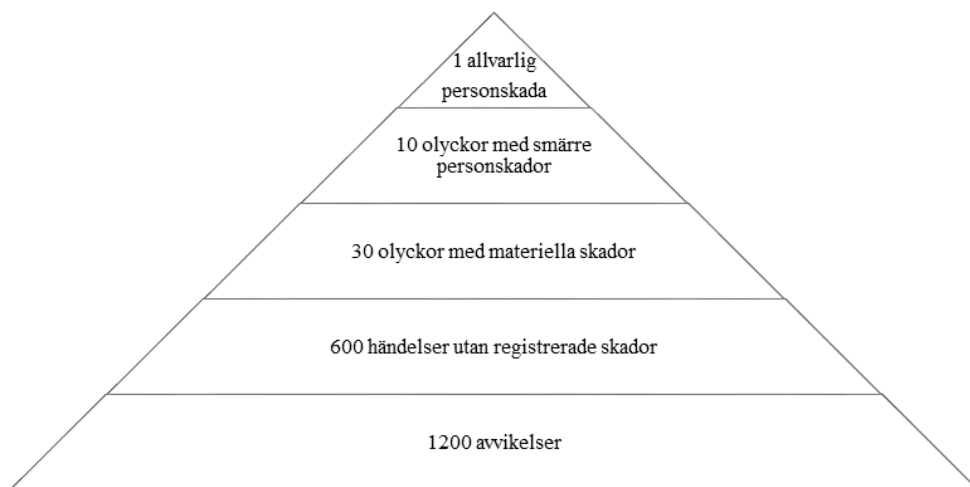 1 allvarlig
personskada
10 olyckor med smärre
personskador
30 olyckor med materiella skador
600 händelser utan registrerade skador
1200 avvikelser